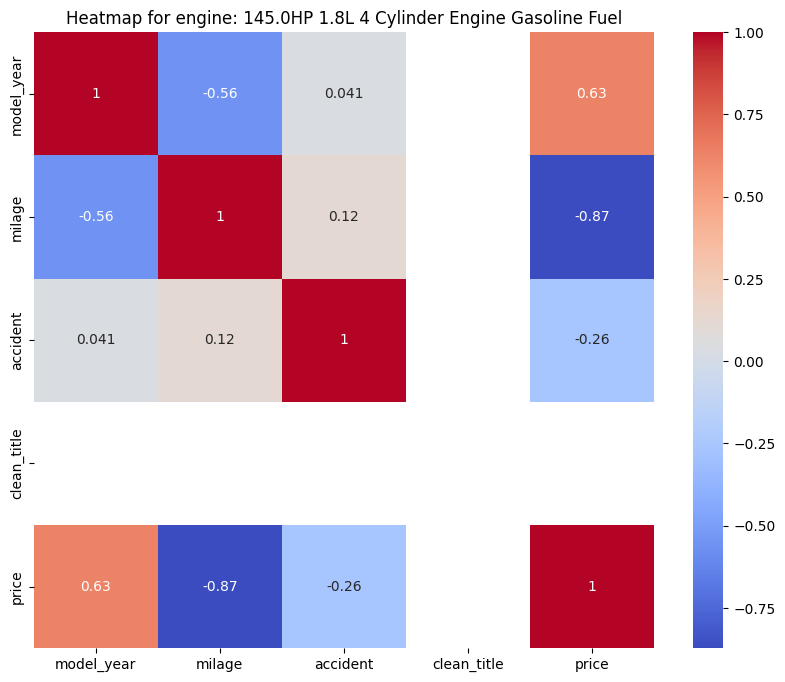 Heatmap for engine: 145.0HP 1.8L 4 Cylinder Engine Gasoline Fuel
model_year 1 -0.56 0.041 0.63
milage -0.56 1 0.12 -0.87
accident 0.041 0.12 1 -0.26
clean_title
price 0.63 -0.87 -0.26 1
model_year milage accident clean_title price
1.00
0.75
0.50
0.25
0.00
−0.25
−0.50
−0.75